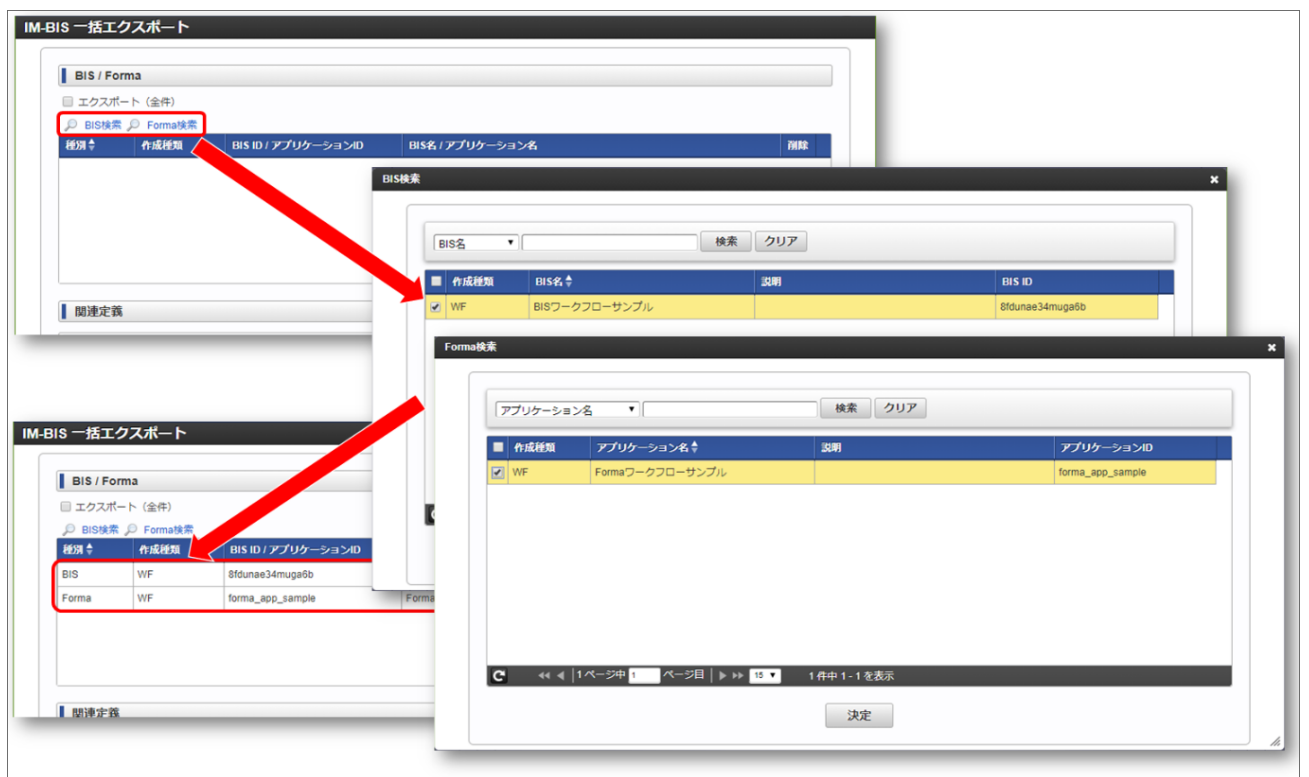 IM-BIS 一括エクスポート
BIS / Forma
エクスポート（全件）
BIS検索 Forma検索
種別 作成種類 BIS ID / アプリケーションID BIS名 / アプリケーション名 削除
関連定義
BIS検索
BIS名 検索 クリア
作成種類 BIS名 説明 BIS ID
WF BISワークフローサンプル 8fdunae34muga6b
Forma検索
アプリケーション名 検索 クリア
作成種類 アプリケーション名 説明 アプリケーションID
WF Formaワークフローサンプル forma_app_sample
1 ページ中 1 ページ目 15 1 件中 1 - 1 を表示
決定
IM-BIS 一括エクスポート
BIS / Forma
エクスポート（全件）
BIS検索 Forma検索
種別 作成種類 BIS ID / アプリケーションID
BIS WF 8fdunae34muga6b
Forma WF forma_app_sample Forma
関連定義